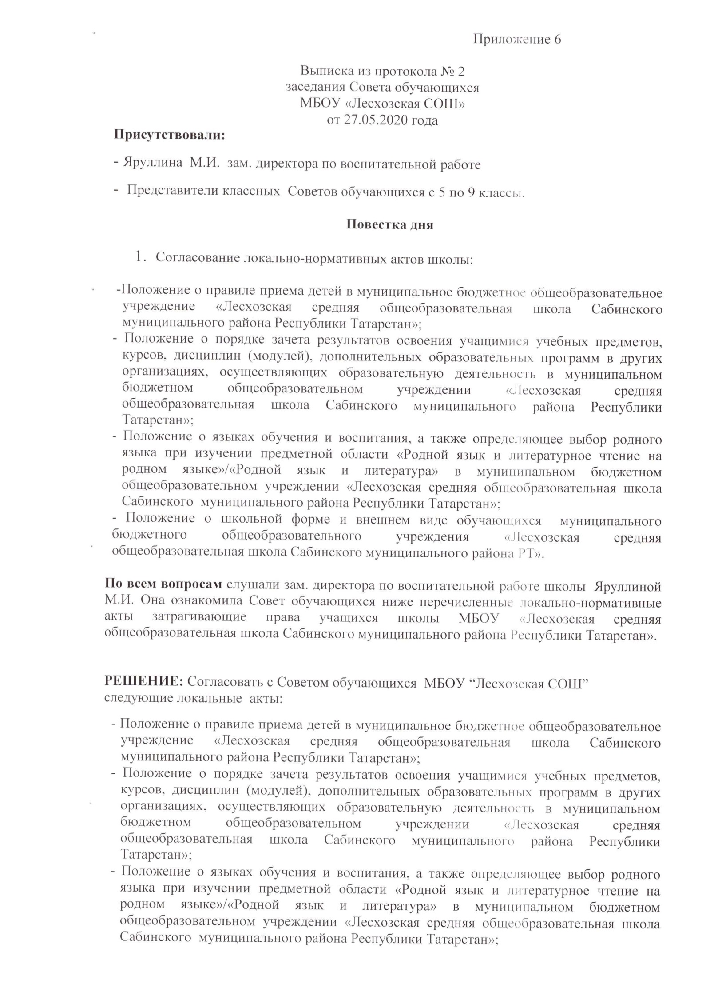 Приложение 6
Выписка из протокола № 2
заседания Совета обучающихся
МБОУ «Лесхозская СОШ»
от 27.05.2020 года
Присутствовали:
- Яруллина М.И. зам. директора по воспитательной работе
- Представители классных Советов обучающихся с 5 по 9 классы.
Повестка дня
1. Согласование локально-нормативных актов школы:
-Положение о правиле приема детей в муниципальное бюджетное общеобразовательное
учреждение «Лесхозская средняя общеобразовательная школа Сабинского
муниципального района Республики Татарстан»;
- Положение о порядке зачета результатов освоения учащимися учебных предметов,
курсов, дисциплин (модулей), дополнительных образовательных программ в других
организациях, осуществляющих образовательную деятельность в муниципальном
бюджетном общеобразовательном учреждении «Лесхозская средняя
общеобразовательная школа Сабинского муниципального района Республики
Татарстан»;
- Положение о языках обучения и воспитания, а также определяющее выбор родного
языка при изучении предметной области «Родной язык и литературное чтение на
родном языке»/«Родной язык и литература» в муниципальном бюджетном
общеобразовательном учреждении «Лесхозская средняя общеобразовательная школа
Сабинского муниципального района Республики Татарстан»;
- Положение о школьной форме и внешнем виде обучающихся муниципального
бюджетного общеобразовательного учреждения «Лесхозская средняя
общеобразовательная школа Сабинского муниципального района РТ».
По всем вопросам слушали зам. директора по воспитательной работе школы Яруллиной
М.И. Она ознакомила Совет обучающихся ниже перечисленные локально-нормативные
акты затрагивающие права учащихся школы МБОУ «Лесхозская средняя
общеобразовательная школа Сабинского муниципального района Республики Татарстан».
РЕШЕНИЕ: Согласовать с Советом обучающихся МБОУ “Лесхозская СОШ”
следующие локальные акты:
- Положение о правиле приема детей в муниципальное бюджетное общеобразовательное
учреждение «Лесхозская средняя общеобразовательная школа Сабинского
муниципального района Республики Татарстан»;
- Положение о порядке зачета результатов освоения учащимися учебных предметов,
курсов, дисциплин (модулей), дополнительных образовательных программ в других
организациях, осуществляющих образовательную деятельность в муниципальном
бюджетном общеобразовательном учреждении «Лесхозская средняя
общеобразовательная школа Сабинского муниципального района Республики
Татарстан»;
- Положение о языках обучения и воспитания, а также определяющее выбор родного
языка при изучении предметной области «Родной язык и литературное чтение на
родном языке»/«Родной язык и литература» в муниципальном бюджетном
общеобразовательном учреждении «Лесхозская средняя общеобразовательная школа
Сабинского муниципального района Республики Татарстан»;